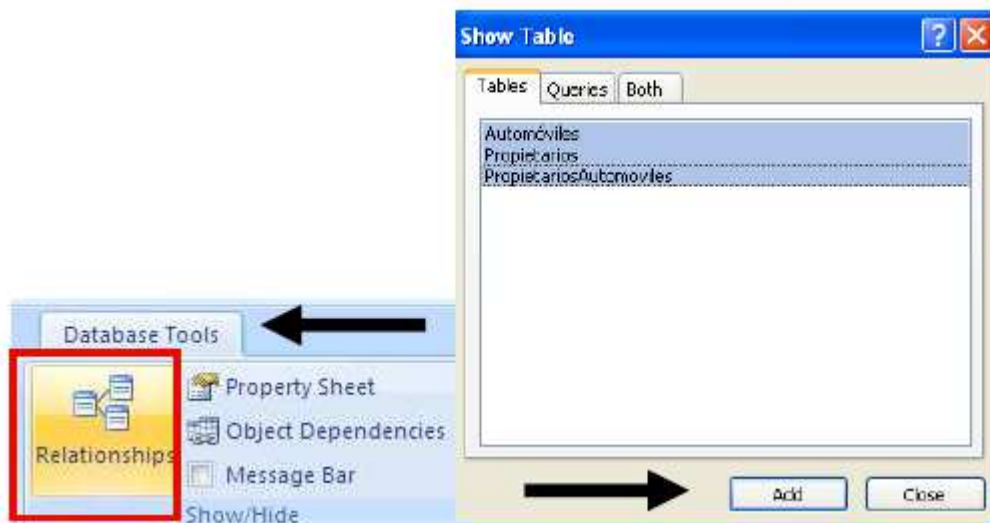 Show Table
Tables Queries Both
Automóviles
Propietarios
PropietariosAutomoviles
Add Close
Database Tools
Relationships
Property Sheet
Object Dependencies
Message Bar
Show/Hide